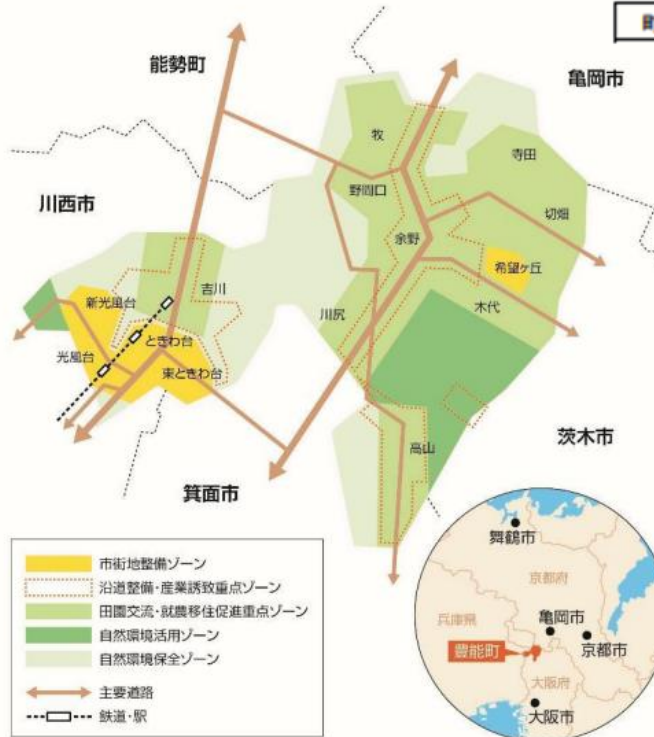 町
能勢町
亀岡市
牧
寺田
野間口
切畑
川西市
余野
希望ヶ丘
吉川
新光風台
川尻
木代
ときわ台
光風台
東ときわ台
高山
茨木市
箕面市
市街地整備ゾーン
沿道整備・産業誘致重点ゾーン
田園交流・就農移住促進重点ゾーン
自然環境活用ゾーン
自然環境保全ゾーン
主要道路
鉄道・駅
舞鶴市
京都府
兵庫県
亀岡市
豊能町
京都市
大阪府
大阪市